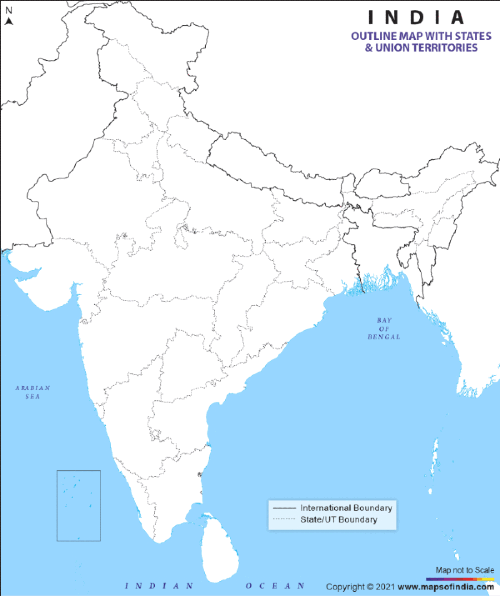 N
INDIA
OUTLINE MAP WITH STATES
& UNION TERRITORIES
BAY
OF
BENGAL
ARABIAN
SEA
International Boundary
State/UT Boundary
Map not to Scale
INDIAN OCEAN
Copyright © 2021 www.mapsofindia.com